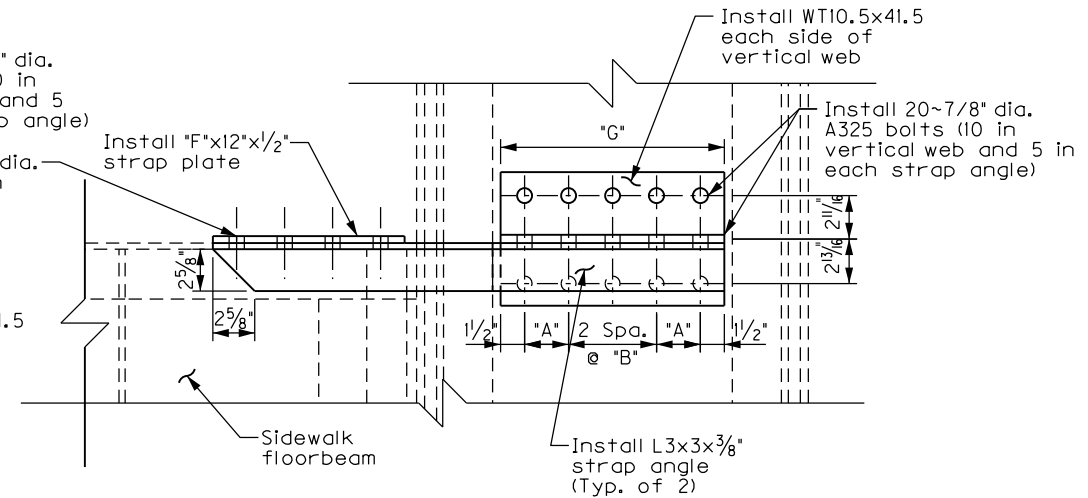 Install WT10.5x41.5
each side of
vertical web
" dia.
in
and 5
angle)
Install "F"x12"x1/2"
strap plate
dia.
"G"
Install 20~7/8" dia.
A325 bolts (10 in
vertical web and 5 in
each strap angle)
2 11/16"
2 13/16"
2 5/8"
2 5/8"
1 1/2" "A" 2 Spa. "A" 1 1/2"
@ "B"
.5
Sidewalk
floorbeam
Install L3x3x3/8"
strap angle
(Typ. of 2)